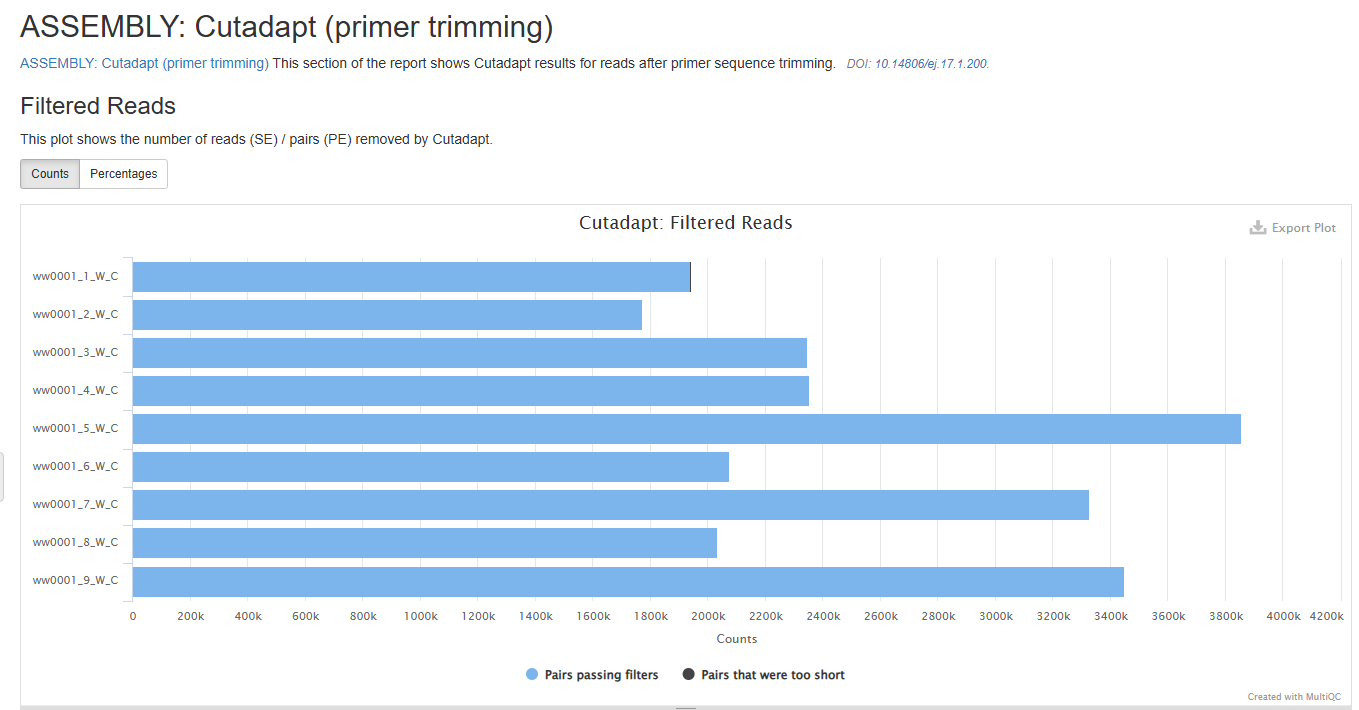 ASSEMBLY: Cutadapt (primer trimming)
ASSEMBLY: Cutadapt (primer trimming) This section of the report shows Cutadapt results for reads after primer sequence trimming. DOI: 10.14806/ej.17.1.200.
Filtered Reads
This plot shows the number of reads (SE) / pairs (PE) removed by Cutadapt.
Counts Percentages
Cutadapt: Filtered Reads
Export Plot
ww0001_1_W_C
ww0001_2_W_C
ww0001_3_W_C
ww0001_4_W_C
ww0001_5_W_C
ww0001_6_W_C
ww0001_7_W_C
ww0001_8_W_C
ww0001_9_W_C
0 200k 400k 600k 800k 1000k 1200k 1400k 1600k 1800k 2000k 2200k 2400k 2600k 2800k 3000k 3200k 3400k 3600k 3800k 4000k 4200k
Counts
Pairs passing filters Pairs that were too short
Created with MultiQC